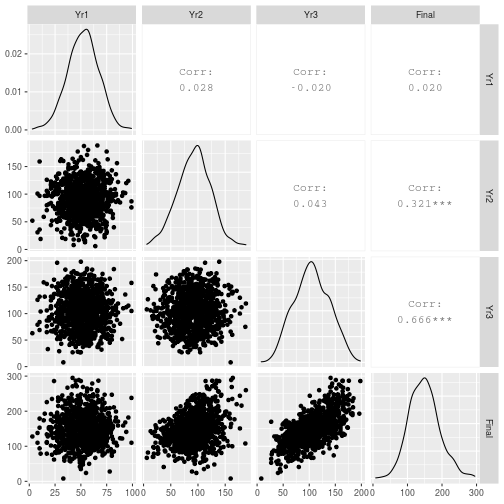 Yr1 Yr2 Yr3 Final
0.02 Corr: Corr: Corr: Yr1
0.01 0.028 -0.020 0.020
0.00
150 Corr: Corr: Yr2
100 0.043 0.321***
50
0
200 Corr: Yr3
150 0.666***
100
50
0
300 Final
200
100
0
0 25 50 75 100 0 50 100 150 0 50 100 150 200 0 100 200 300